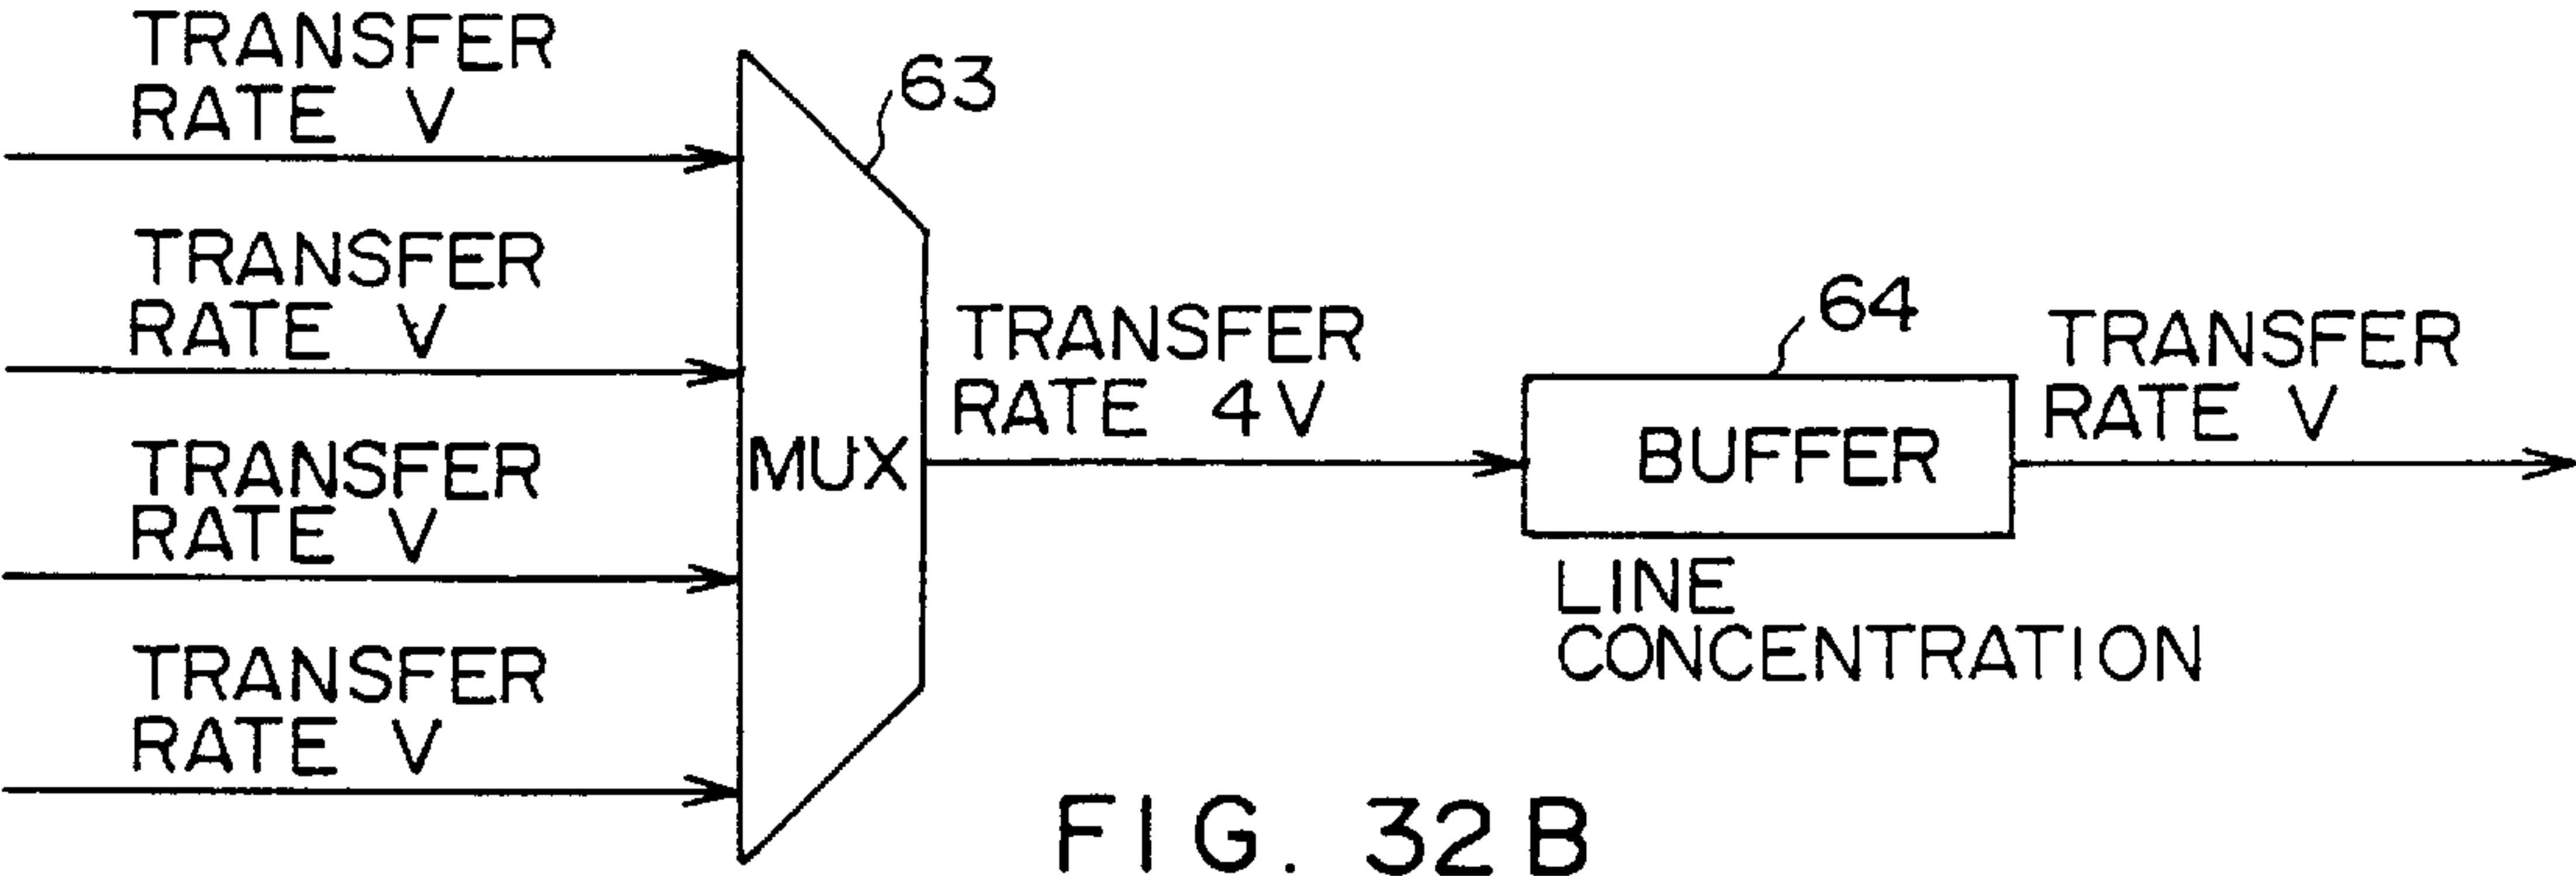 TRANSFER
RATE V
63
TRANSFER
RATE V
TRANSFER
RATE V
TRANSFER
RATE V
MUX
TRANSFER
RATE 4V
64
BUFFER
LINE
CONCENTRATION
TRANSFER
RATE V
FIG. 32B